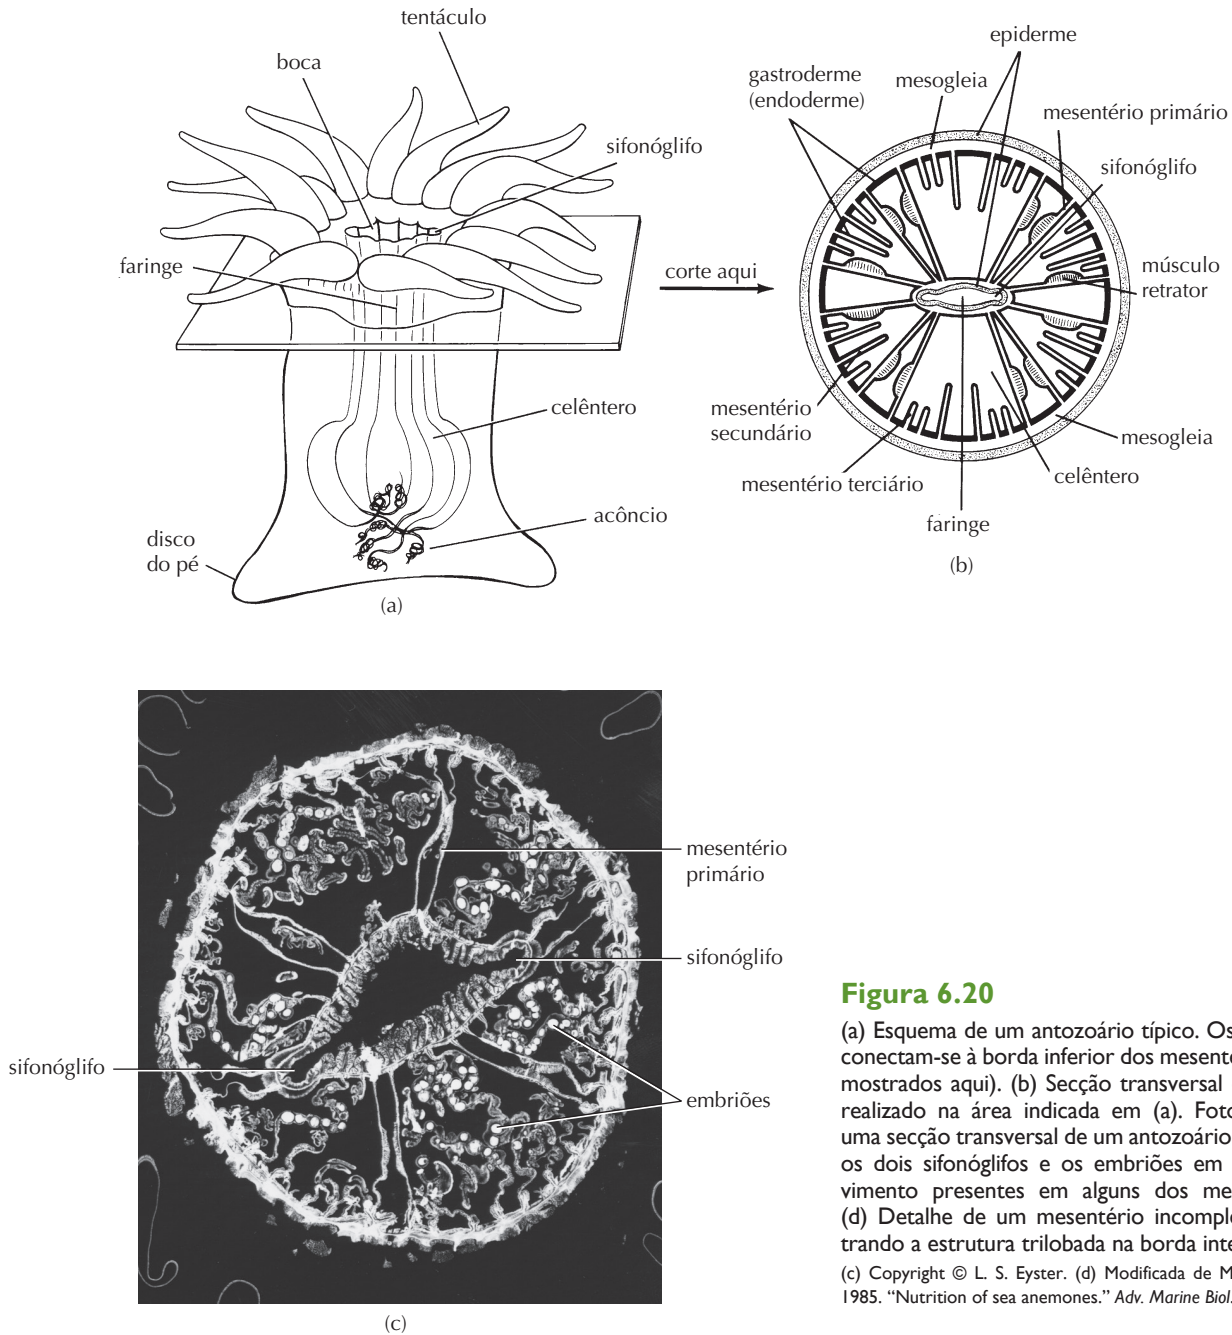 tentáculo
boca
sifonóglifo
faringe
corte aqui
celêntero
acôncio
disco
do pé
(a)
epiderme
gastroderme
(endoderme)
mesogleia
mesentério primário
sifonóglifo
músculo
retrator
mesentério
secundário
mesogleia
mesentério terciário
celêntero
faringe
(b)
mesentério
primário
sifonóglifo
sifonóglifo
embriões
(c)
Figura 6.20
(a) Esquema de um antozoário típico. Os
conectam-se à borda inferior dos mesenté
mostrados aqui). (b) Secção transversal
realizado na área indicada em (a). Foto
uma secção transversal de um antozoário
os dois sifonóglifos e os embriões em
vimento presentes em alguns dos me
(d) Detalhe de um mesentério incomple
trando a estrutura trilobada na borda inte
(c) Copyright © L. S. Eyster. (d) Modificada de M
1985. “Nutrition of sea anemones.” Adv. Marine Biol.